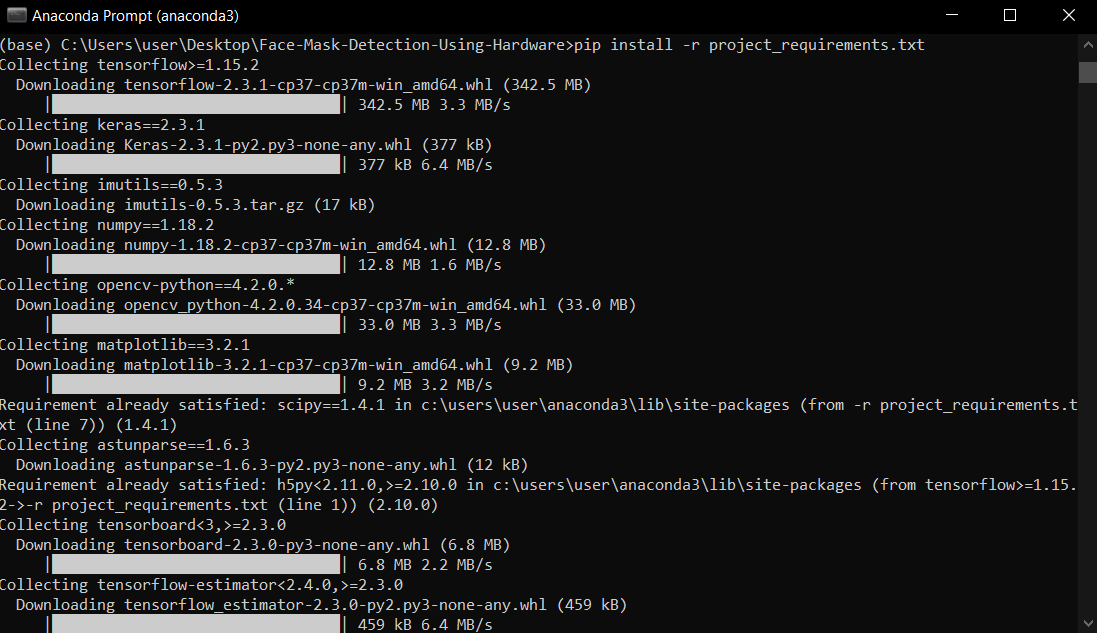 Anaconda Prompt (anaconda3)
(base) C:\Users\user\Desktop\Face-Mask-Detection-Using-Hardware>pip install -r project_requirements.txt
Collecting tensorflow>=1.15.2
  Downloading tensorflow-2.3.1-cp37-cp37m-win_amd64.whl (342.5 MB)
     |████████████████████████████████| 342.5 MB 3.3 MB/s
Collecting keras==2.3.1
  Downloading Keras-2.3.1-py2.py3-none-any.whl (377 kB)
     |████████████████████████████████| 377 kB 6.4 MB/s
Collecting imutils==0.5.3
  Downloading imutils-0.5.3.tar.gz (17 kB)
Collecting numpy==1.18.2
  Downloading numpy-1.18.2-cp37-cp37m-win_amd64.whl (12.8 MB)
     |████████████████████████████████| 12.8 MB 1.6 MB/s
Collecting opencv-python==4.2.0.*
  Downloading opencv_python-4.2.0.34-cp37-cp37m-win_amd64.whl (33.0 MB)
     |████████████████████████████████| 33.0 MB 3.3 MB/s
Collecting matplotlib==3.2.1
  Downloading matplotlib-3.2.1-cp37-cp37m-win_amd64.whl (9.2 MB)
     |████████████████████████████████| 9.2 MB 3.2 MB/s
Requirement already satisfied: scipy==1.4.1 in c:\users\user\anaconda3\lib\site-packages (from -r project_requirements.t
xt (line 7)) (1.4.1)
Collecting astunparse==1.6.3
  Downloading astunparse-1.6.3-py2.py3-none-any.whl (12 kB)
Requirement already satisfied: h5py<2.11.0,>=2.10.0 in c:\users\user\anaconda3\lib\site-packages (from tensorflow>=1.15.
2->-r project_requirements.txt (line 1)) (2.10.0)
Collecting tensorboard<3,>=2.3.0
  Downloading tensorboard-2.3.0-py3-none-any.whl (6.8 MB)
     |████████████████████████████████| 6.8 MB 2.2 MB/s
Collecting tensorflow-estimator<2.4.0,>=2.3.0
  Downloading tensorflow_estimator-2.3.0-py2.py3-none-any.whl (459 kB)
     |████████████████████████████████| 459 kB 6.4 MB/s